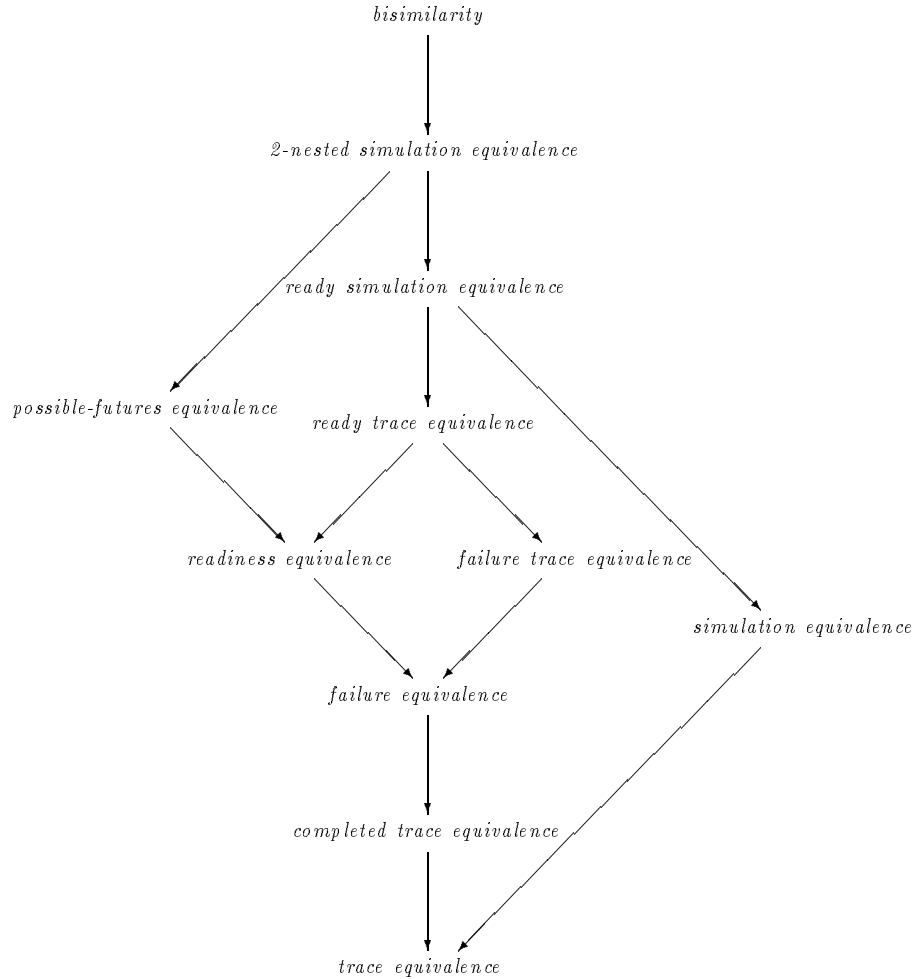 bisimilarity
2-nested simulation equivalence
ready simulation equivalence
possible-futures equivalence
ready trace equivalence
readiness equivalence
failure trace equivalence
simulation equivalence
failure equivalence
completed trace equivalence
trace equivalence